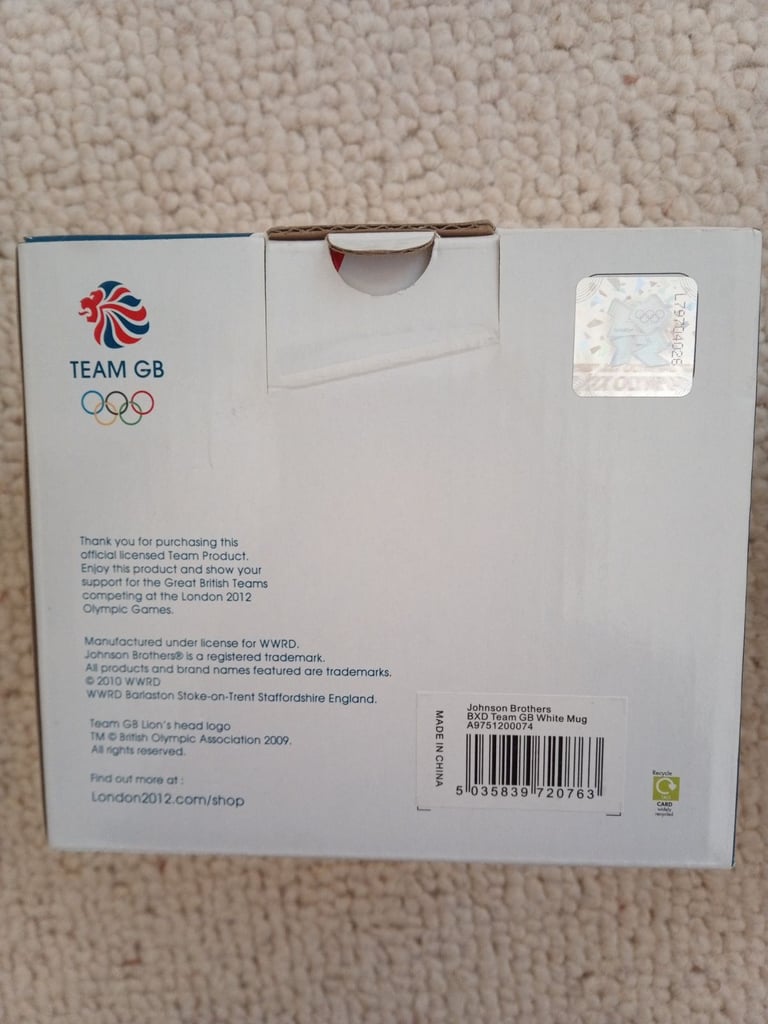 TEAM GB
L79704026
Thank you for purchasing this
official licensed Team Product.
Enjoy this product and show your
support for the Great British Teams
competing at the London 2012
Olympic Games.
Manufactured under license for WWRD.
Johnson Brothers® is a registered trademark.
All products and brand names featured are trademarks.
© 2010 WWRD
WWRD Barlaston Stoke-on-Trent Staffordshire England.
Team GB Lion's head logo
TM © British Olympic Association 2009.
All rights reserved.
Find out more at :
London2012.com/shop
MADE IN CHINA
Johnson Brothers
BXD Team GB White Mug
A9751200074
5 035839 720763
Recycle
CARD
widely
recycled